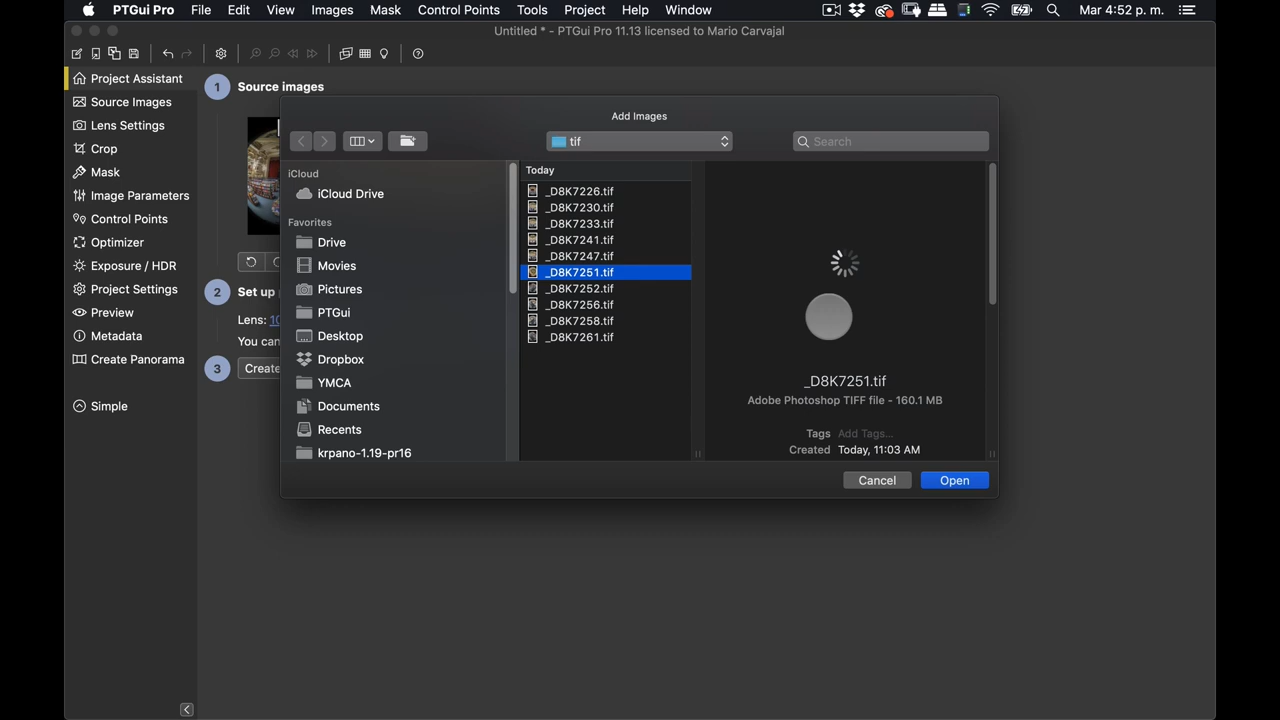 PTGui Pro File Edit View Images Mask Control Points Tools Project Help Window Mar 4:52 p. m.
Untitled * - PTGui Pro 11.13 licensed to Mario Carvajal
Project Assistant
Source Images
Lens Settings
Crop
Mask
Image Parameters
Control Points
Optimizer
Exposure / HDR
Project Settings
Preview
Metadata
Create Panorama
Simple
1 Source images
2 Set up
Lens: 10
You can
3 Create
Add Images
tif
Search
iCloud
iCloud Drive
Favorites
Drive
Movies
Pictures
PTGui
Desktop
Dropbox
YMCA
Documents
Recents
krpano-1.19-pr16
Today
_D8K7226.tif
_D8K7230.tif
_D8K7233.tif
_D8K7241.tif
_D8K7247.tif
_D8K7251.tif
_D8K7252.tif
_D8K7256.tif
_D8K7258.tif
_D8K7261.tif
_D8K7251.tif
Adobe Photoshop TIFF file - 160.1 MB
Tags Add Tags...
Created Today, 11:03 AM
Cancel Open